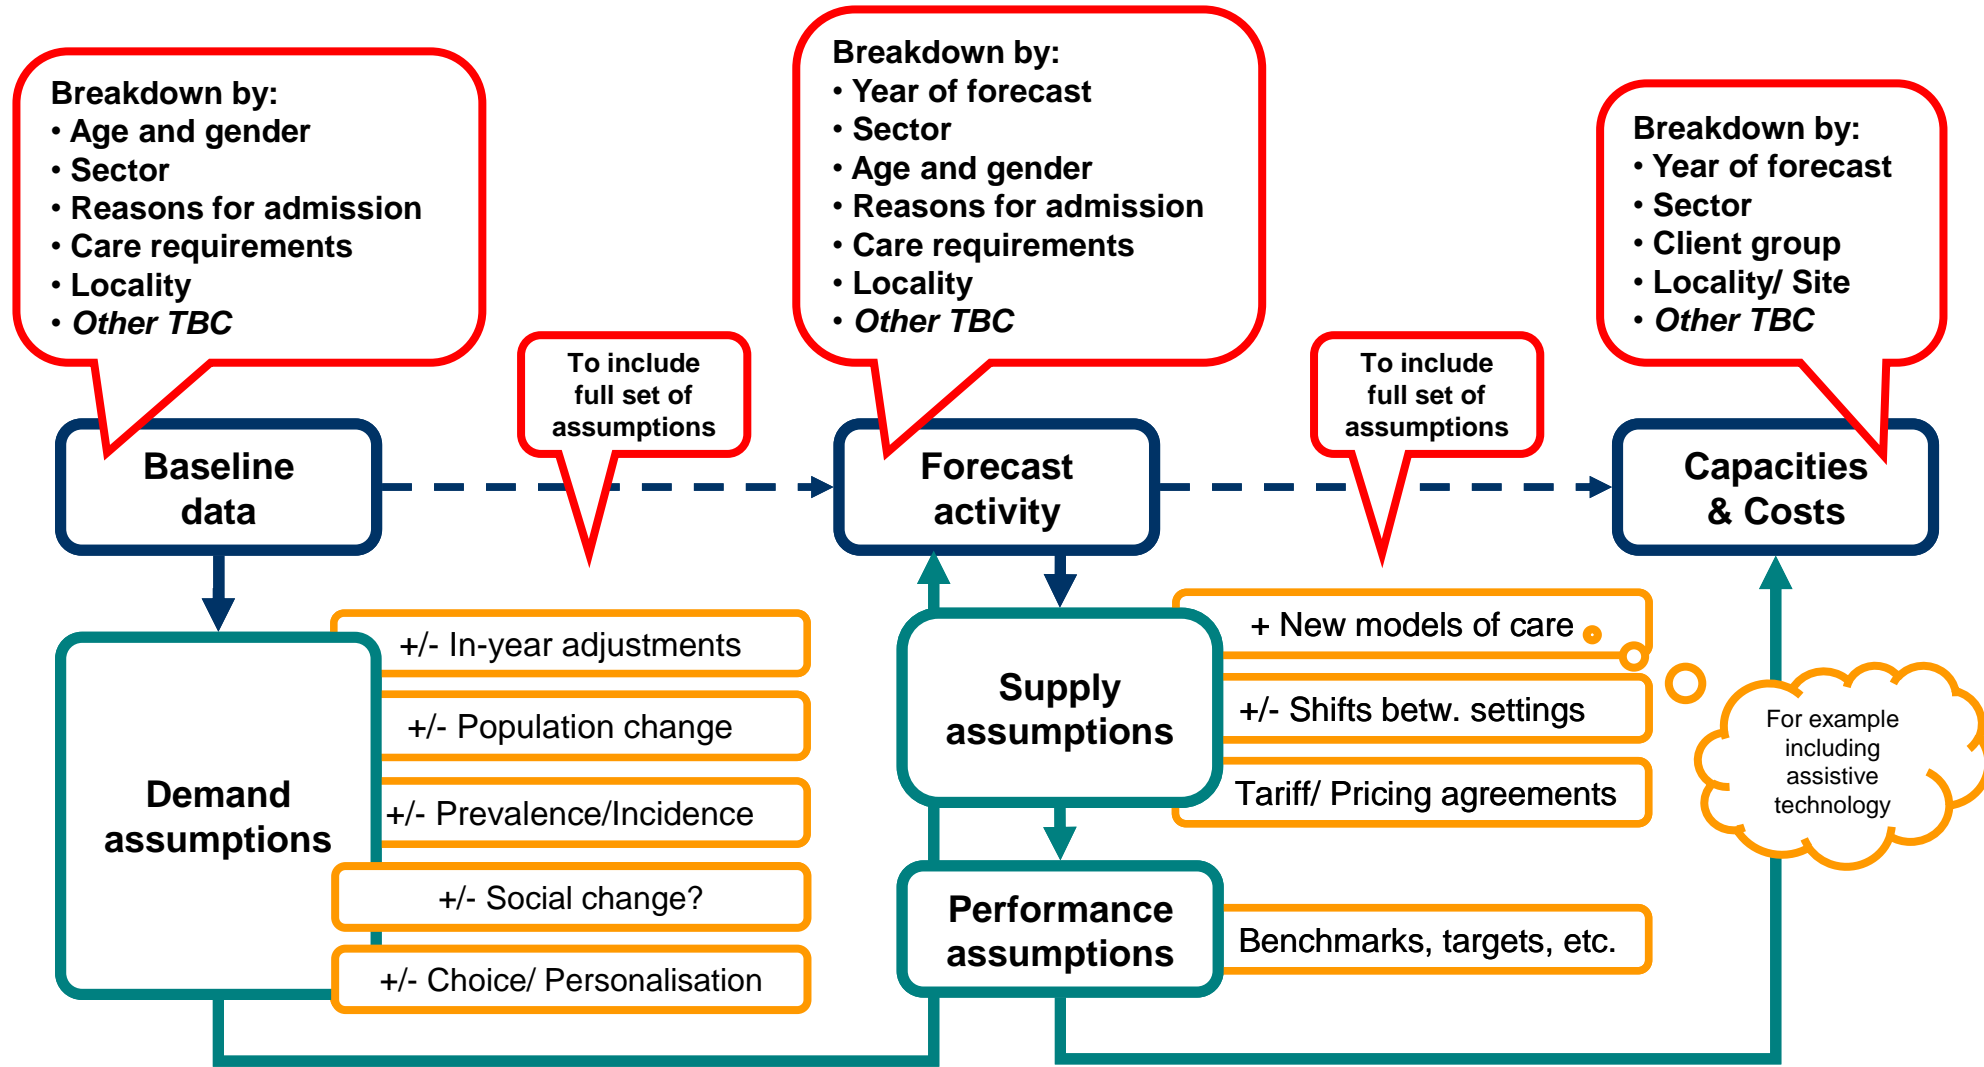 Breakdown by:
• Age and gender
• Sector
• Reasons for admission
• Care requirements
• Locality
• Other TBC
Breakdown by:
• Year of forecast
• Sector
• Age and gender
• Reasons for admission
• Care requirements
• Locality
• Other TBC
Breakdown by:
• Year of forecast
• Sector
• Client group
• Locality/ Site
• Other TBC
To include
full set of
assumptions
To include
full set of
assumptions
Baseline
data
Forecast
activity
Capacities
& Costs
Demand
assumptions
+/- In-year adjustments
+/- Population change
+/- Prevalence/Incidence
+/- Social change?
+/- Choice/ Personalisation
Supply
assumptions
+ New models of care
+/- Shifts betw. settings
Tariff/ Pricing agreements
For example
including
assistive
technology
Performance
assumptions
Benchmarks, targets, etc.